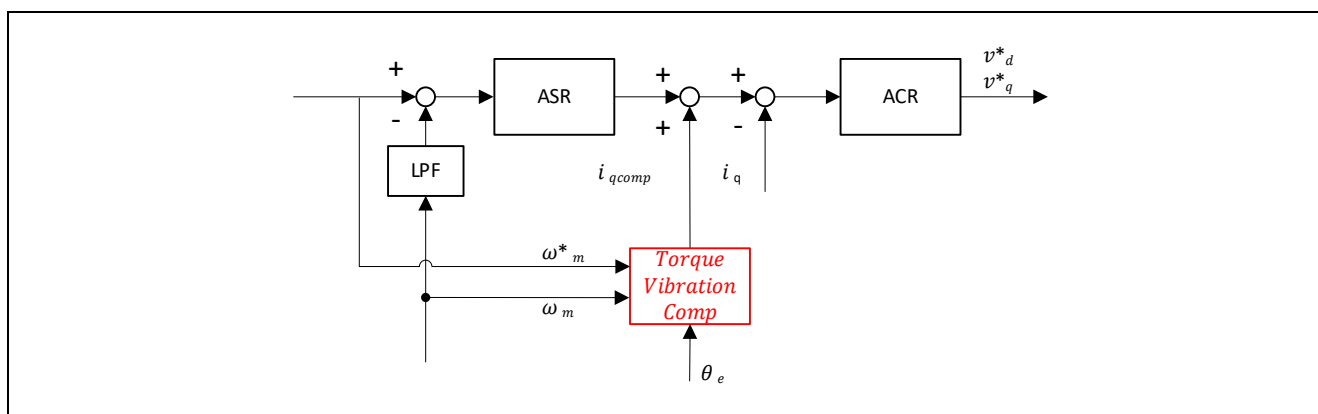 v*d
v*q
+
ASR
+
+
ACR
-
+
-
LPF
i qcomp
i q
ω* m
Torque
Vibration
Comp
ω m
θ e